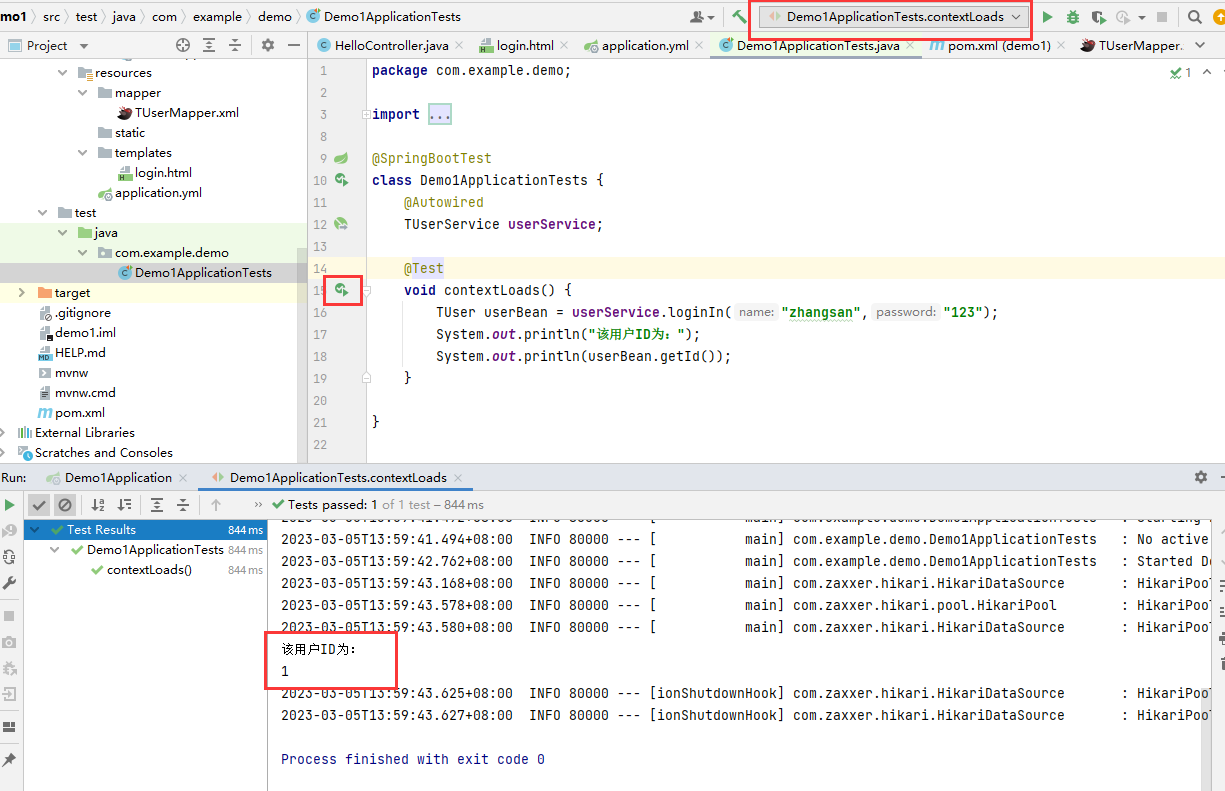 mo1 src test java com example demo Demo1ApplicationTests Demo1ApplicationTests.contextLoads
Project HelloController.java login.html application.yml Demo1ApplicationTests.java pom.xml (demo1) TUserMapper.
resources
mapper
TUserMapper.xml
static
templates
login.html
application.yml
test
java
com.example.demo
Demo1ApplicationTests
target
.gitignore
demo1.iml
HELP.md
mvnw
mvnw.cmd
pom.xml
External Libraries
Scratches and Consoles
1 package com.example.demo;
1
2
3 import ...
8
9 @SpringBootTest
10 class Demo1ApplicationTests {
11 @Autowired
12 TUserService userService;
13
14 @Test
15 void contextLoads() {
16 TUser userBean = userService.loginIn( name: "zhangsan", password: "123");
17 System.out.println("该用户ID为：");
18 System.out.println(userBean.getId());
19 }
20
21 }
22
Run: Demo1Application Demo1ApplicationTests.contextLoads
Tests passed: 1 of 1 test – 844 ms
Test Results 844 ms
Demo1ApplicationTests 844 ms
contextLoads() 844 ms
2023-03-05T13:59:41.494+08:00 INFO 80000 --- [ main] com.example.demo.Demo1ApplicationTests : No active
2023-03-05T13:59:42.762+08:00 INFO 80000 --- [ main] com.example.demo.Demo1ApplicationTests : Started De
2023-03-05T13:59:43.168+08:00 INFO 80000 --- [ main] com.zaxxer.hikari.HikariDataSource : HikariPool
2023-03-05T13:59:43.578+08:00 INFO 80000 --- [ main] com.zaxxer.hikari.pool.HikariPool : HikariPool
2023-03-05T13:59:43.580+08:00 INFO 80000 --- [ main] com.zaxxer.hikari.HikariDataSource : HikariPool
该用户ID为：
1
2023-03-05T13:59:43.625+08:00 INFO 80000 --- [ionShutdownHook] com.zaxxer.hikari.HikariDataSource : HikariPool
2023-03-05T13:59:43.627+08:00 INFO 80000 --- [ionShutdownHook] com.zaxxer.hikari.HikariDataSource : HikariPool
Process finished with exit code 0